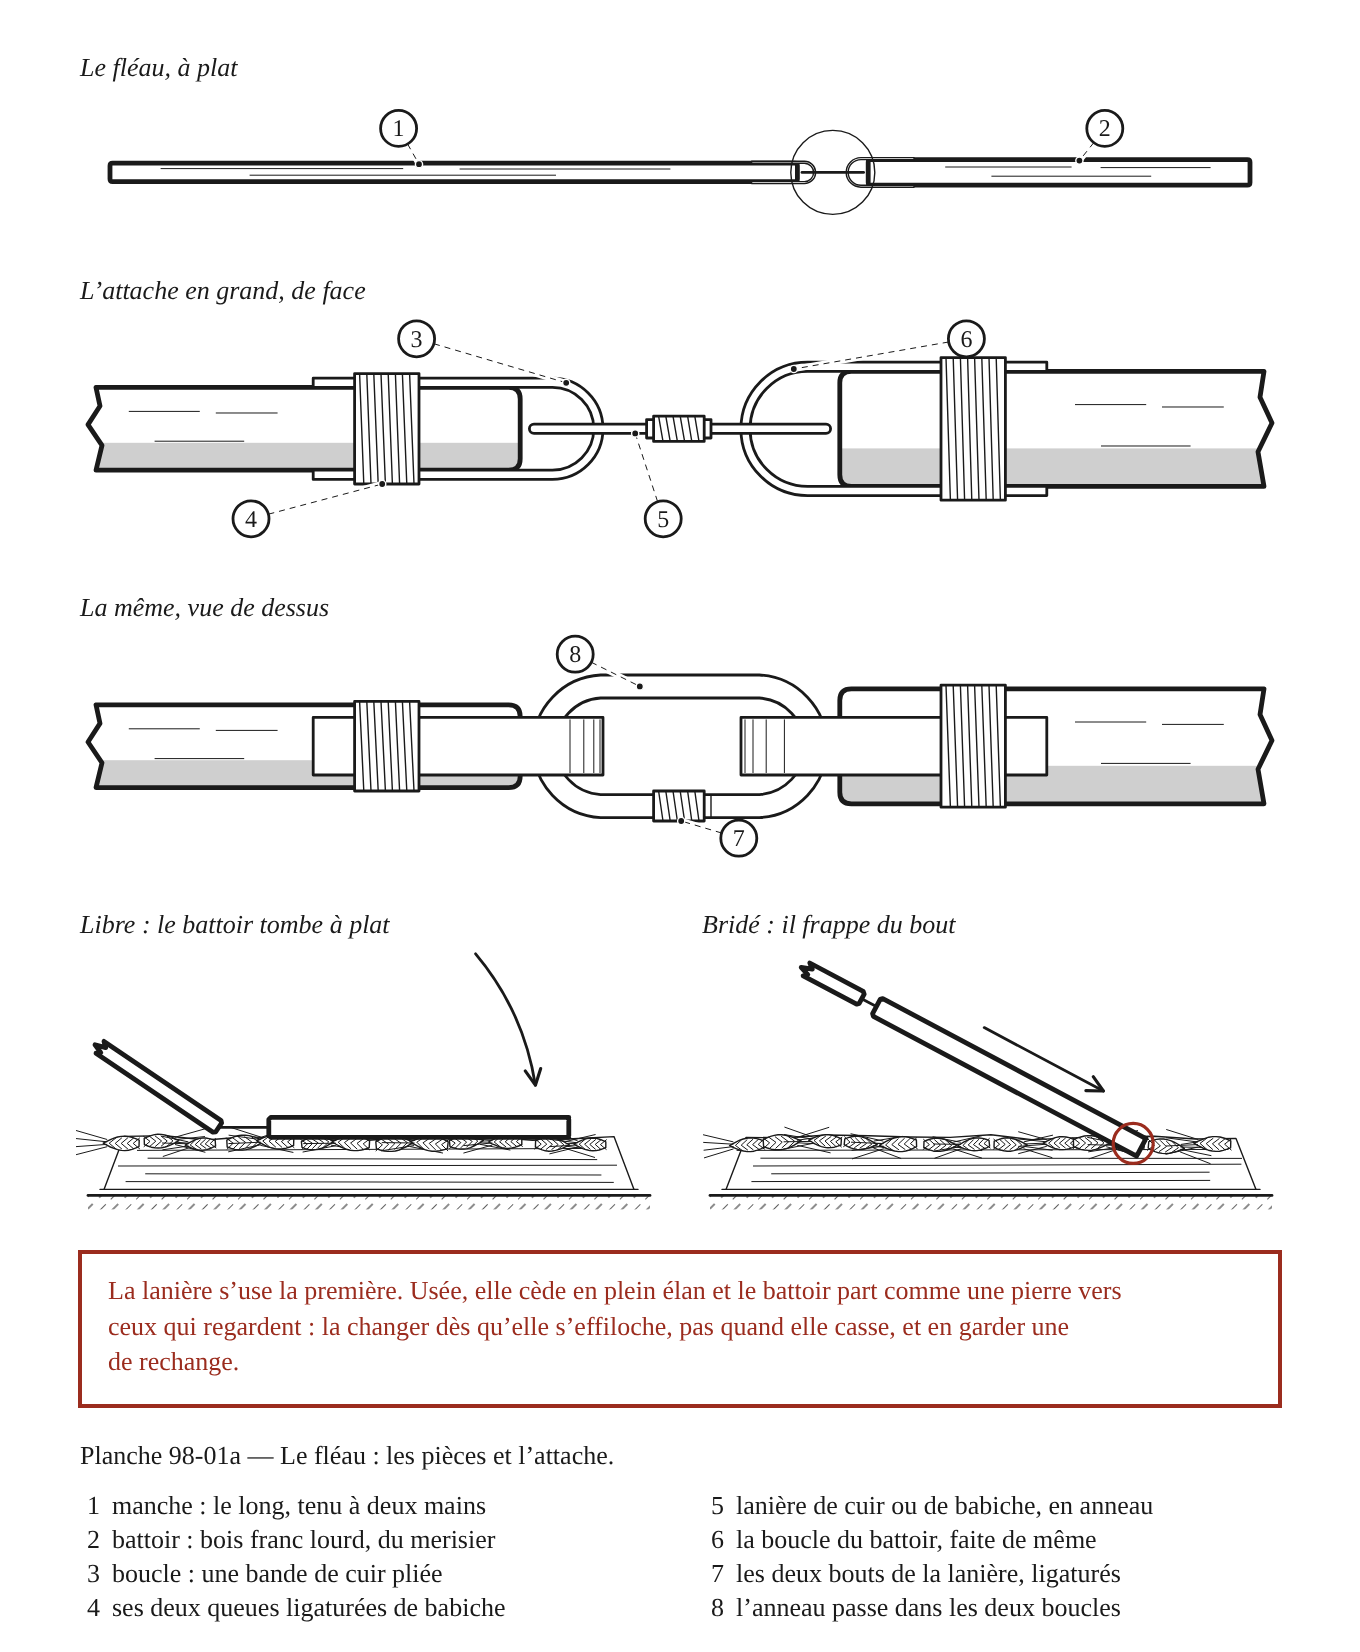 Le fléau, à plat
1
2
L’attache en grand, de face
3
6
4
5
La même, vue de dessus
8
7
Libre : le battoir tombe à plat
Bridé : il frappe du bout
La lanière s’use la première. Usée, elle cède en plein élan et le battoir part comme une pierre vers
ceux qui regardent : la changer dès qu’elle s’effiloche, pas quand elle casse, et en garder une
de rechange.
Planche 98-01a — Le fléau : les pièces et l’attache.
1 manche : le long, tenu à deux mains
2 battoir : bois franc lourd, du merisier
3 boucle : une bande de cuir pliée
4 ses deux queues ligaturées de babiche
5 lanière de cuir ou de babiche, en anneau
6 la boucle du battoir, faite de même
7 les deux bouts de la lanière, ligaturés
8 l’anneau passe dans les deux boucles